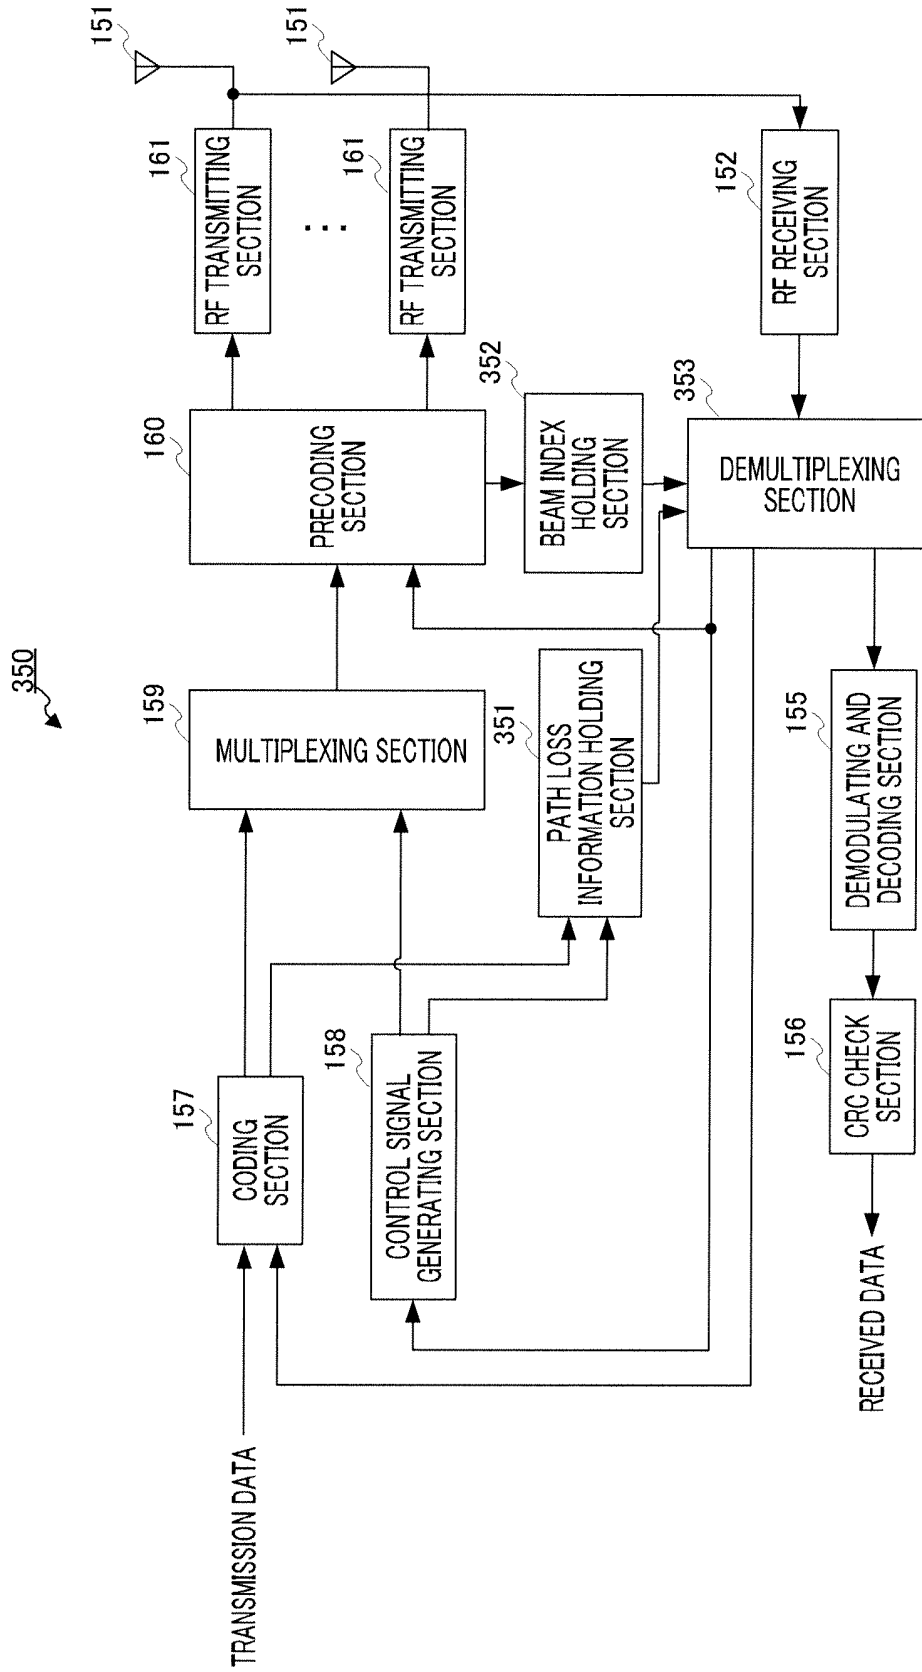 350
151
151
161
RF TRANSMITTING
SECTION
...
161
RF TRANSMITTING
SECTION
152
RF RECEIVING
SECTION
160
PRECODING
SECTION
352
BEAM INDEX
HOLDING
SECTION
353
DEMULTIPLEXING
SECTION
159
MULTIPLEXING SECTION
351
PATH LOSS
INFORMATION HOLDING
SECTION
155
DEMODULATING AND
DECODING SECTION
157
CODING
SECTION
158
CONTROL SIGNAL
GENERATING SECTION
156
CRC CHECK
SECTION
TRANSMISSION DATA
RECEIVED DATA